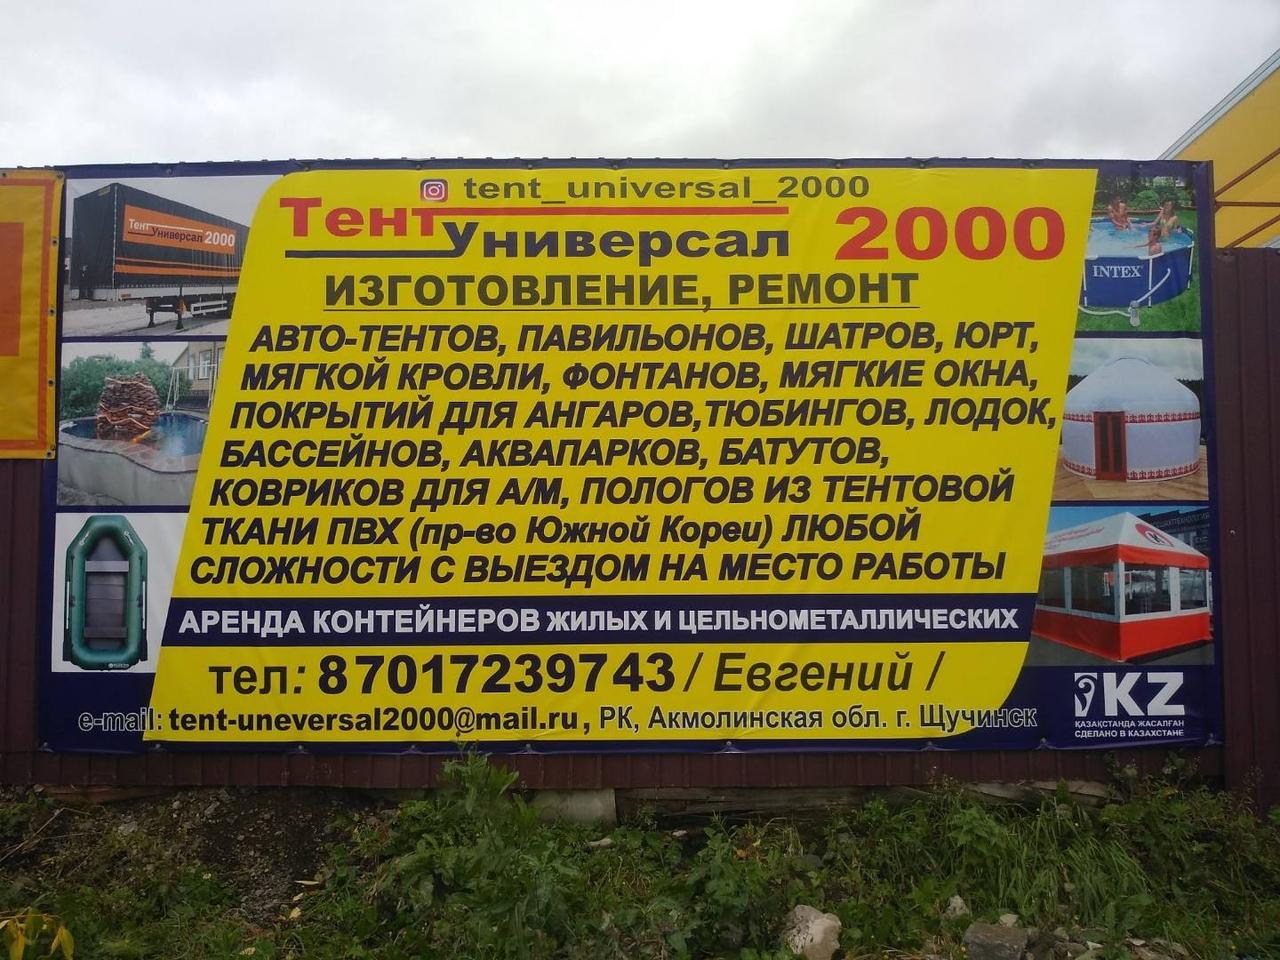 tent_universal_2000
Тент Универсал 2000
ИЗГОТОВЛЕНИЕ, РЕМОНТ
АВТО-ТЕНТОВ, ПАВИЛЬОНОВ, ШАТРОВ, ЮРТ,
МЯГКОЙ КРОВЛИ, ФОНТАНОВ, МЯГКИЕ ОКНА,
ПОКРЫТИЙ ДЛЯ АНГАРОВ,ТЮБИНГОВ, ЛОДОК,
БАССЕЙНОВ, АКВАПАРКОВ, БАТУТОВ,
КОВРИКОВ ДЛЯ А/М, ПОЛОГОВ ИЗ ТЕНТОВОЙ
ТКАНИ ПВХ (пр-во Южной Кореи) ЛЮБОЙ
СЛОЖНОСТИ С ВЫЕЗДОМ НА МЕСТО РАБОТЫ
АРЕНДА КОНТЕЙНЕРОВ ЖИЛЫХ И ЦЕЛЬНОМЕТАЛЛИЧЕСКИХ
тел: 87017239743 / Евгений /
e-mail: tent-uneversal2000@mail.ru, РК, Акмолинская обл. г. Щучинск
Тент Универсал 2000
INTEX
KZ
ҚАЗАҚСТАНДА ЖАСАЛҒАН
СДЕЛАНО В КАЗАХСТАНЕ